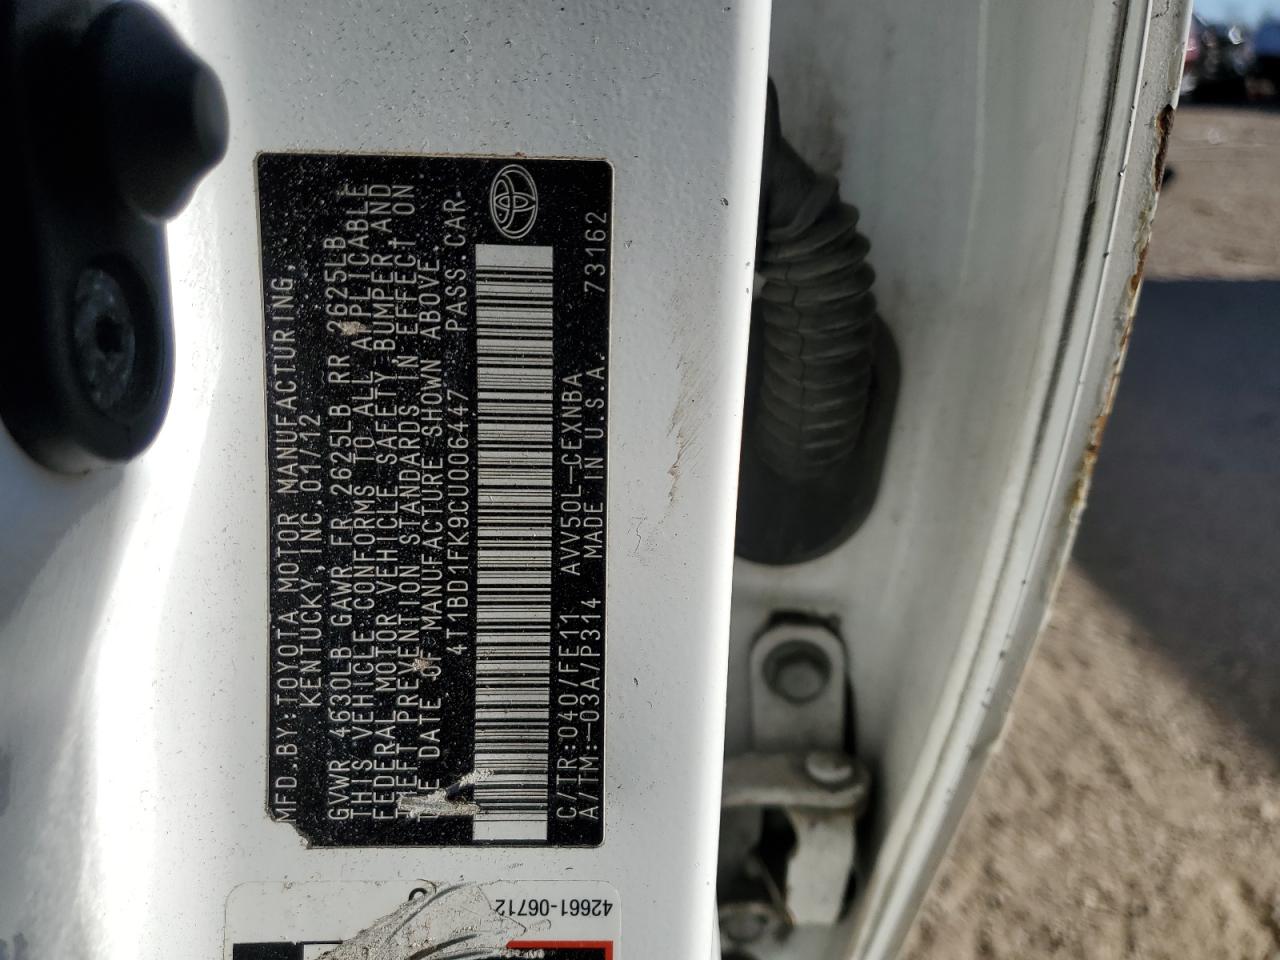 MFD.BY:TOYOTA MOTOR MANUFACTURING,
KENTUCKY, INC. 01/12
GVWR 4630LB GAWR FR 2625LB RR 2625LB
THIS VEHICLE CONFORMS TO ALL APPLICABLE
FEDERAL MOTOR VEHICLE SAFETY,BUMPER,AND
THEFT PREVENTION STANDARDS IN EFFECT ON
THE DATE OF MANUFACTURE SHOWN ABOVE.
4T1BD1FK9CU006447 PASS.CAR.
C/TR:040/FE11 AVV50L-CEXNBA
A/TM:-03A/P314 MADE IN U.S.A. 73162
42661-06712